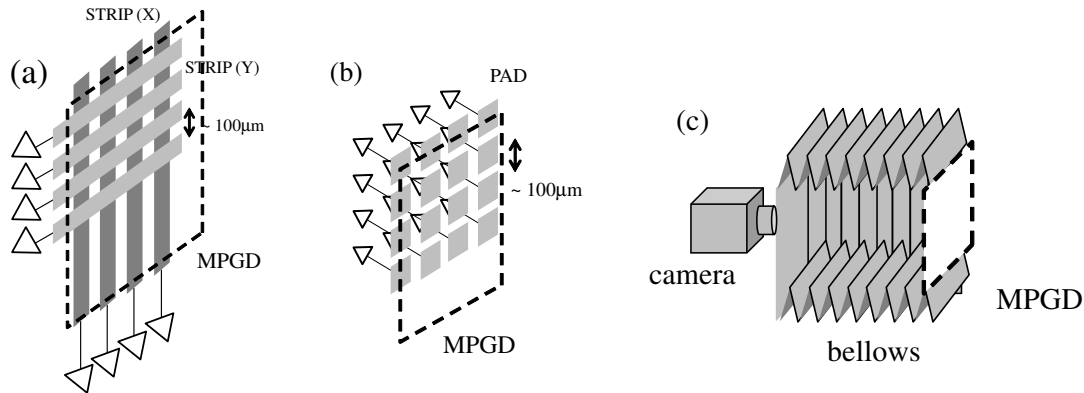 (a)
STRIP (X)
STRIP (Y)
~ 100μm
MPGD
(b)
PAD
~ 100μm
MPGD
(c)
camera
MPGD
bellows